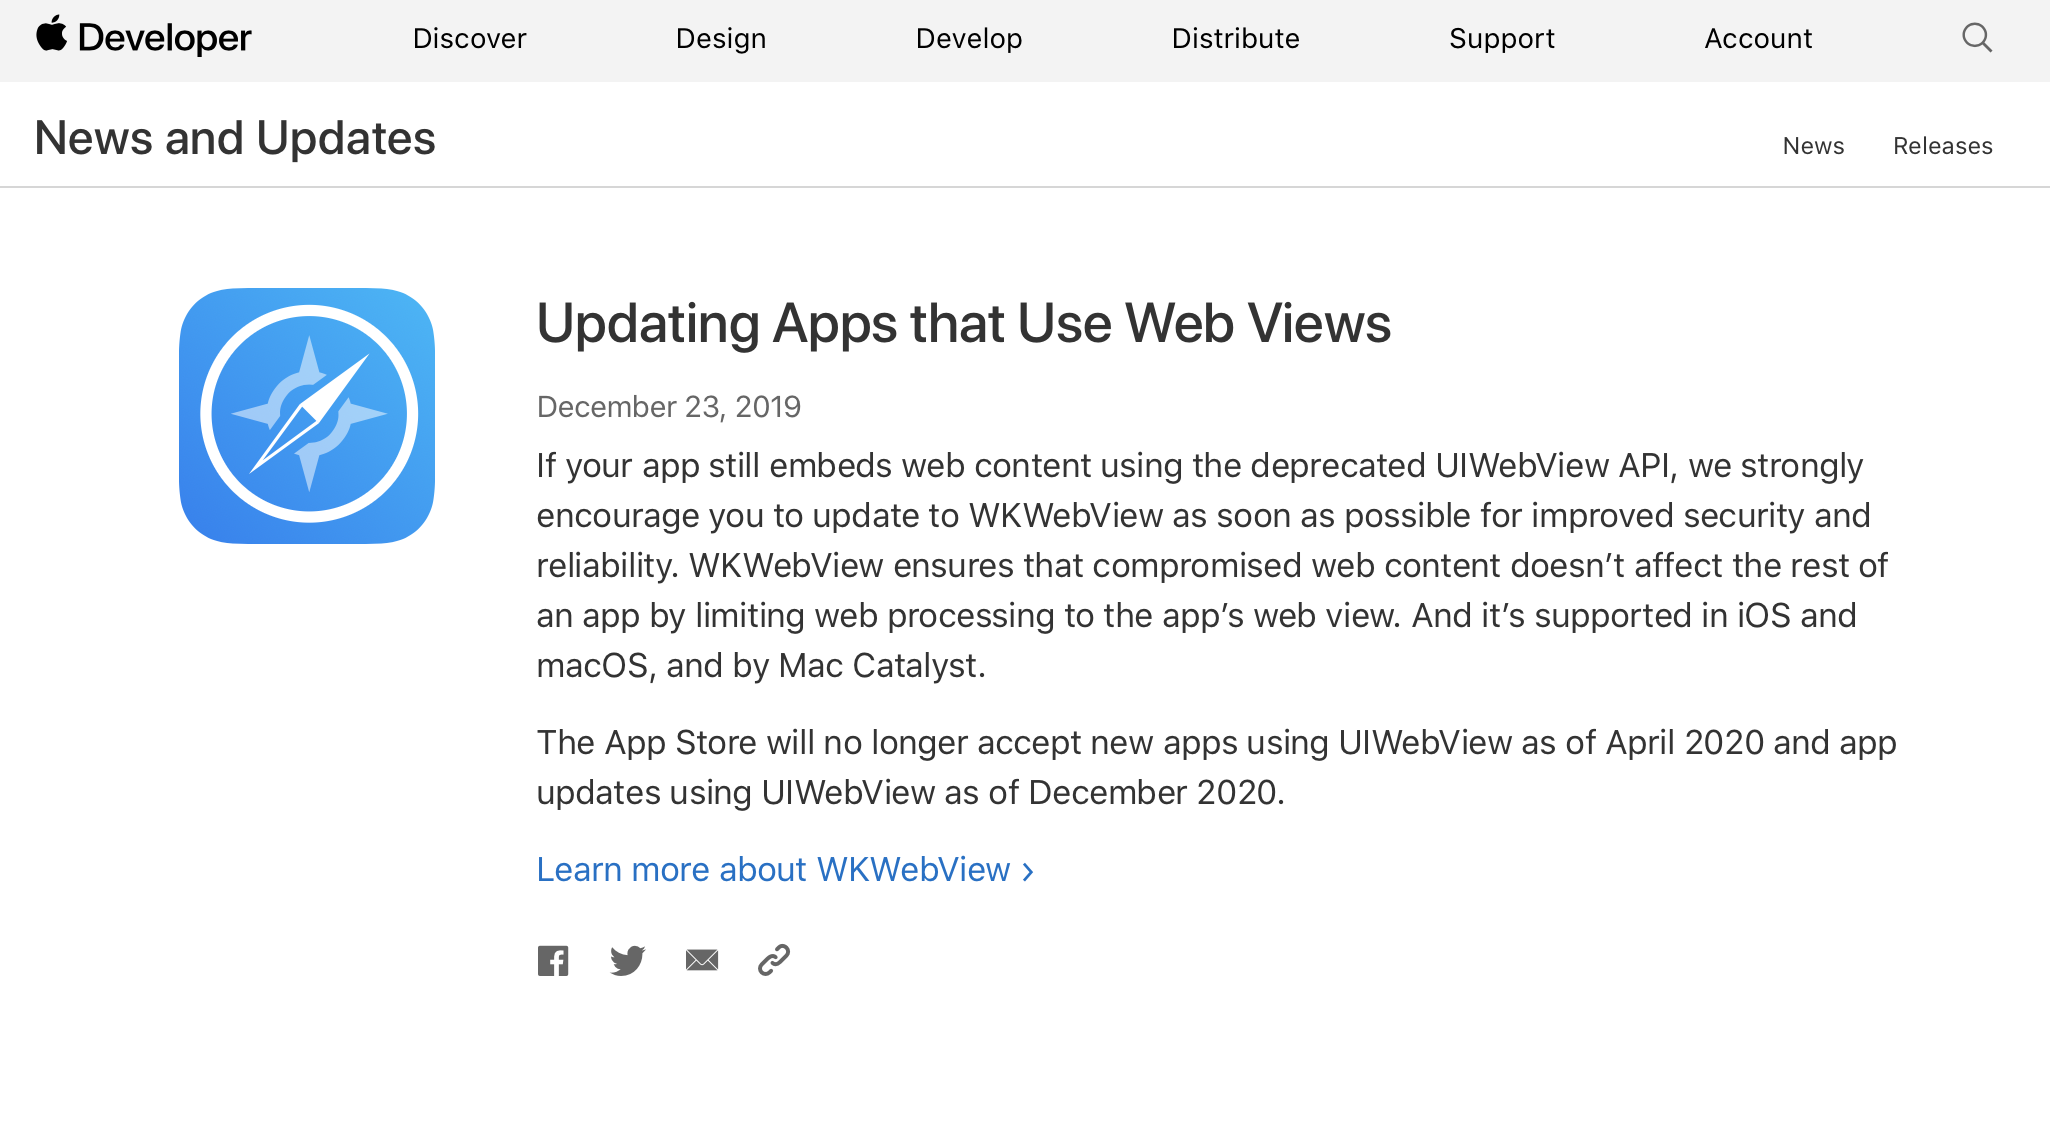 Developer
Discover
Design
Develop
Distribute
Support
Account
News and Updates
News
Releases
Updating Apps that Use Web Views
December 23, 2019
If your app still embeds web content using the deprecated UIWebView API, we strongly
encourage you to update to WKWebView as soon as possible for improved security and
reliability. WKWebView ensures that compromised web content doesn’t affect the rest of
an app by limiting web processing to the app’s web view. And it’s supported in iOS and
macOS, and by Mac Catalyst.
The App Store will no longer accept new apps using UIWebView as of April 2020 and app
updates using UIWebView as of December 2020.
Learn more about WKWebView ›